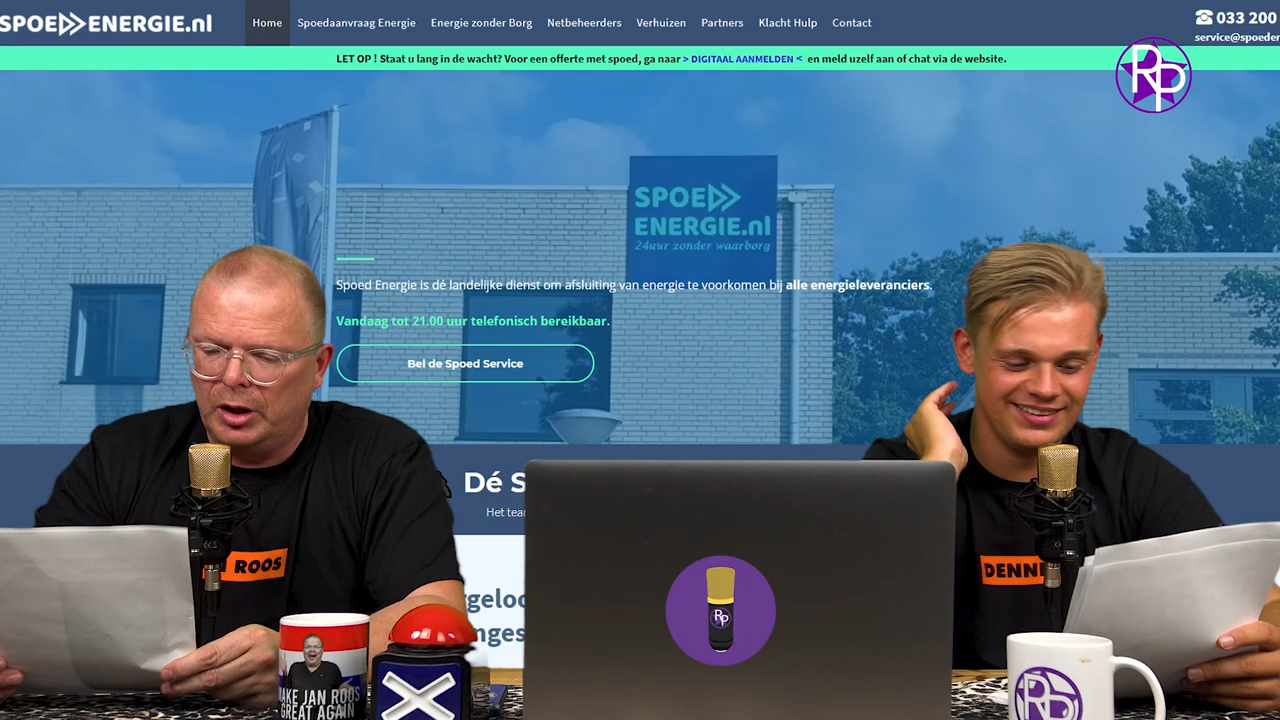 SPOED ENERGIE.nl
Home Spoedaanvraag Energie Energie zonder Borg Netbeheerders Verhuizen Partners Klacht Hulp Contact
033 200
service@spoeder
LET OP ! Staat u lang in de wacht? Voor een offerte met spoed, ga naar > DIGITAAL AANMELDEN < en meld uzelf aan of chat via de website.
RP
SPOED
ENERGIE.nl
24uur zonder waarborg
Spoed Energie is dé landelijke dienst om afsluiting van energie te voorkomen bij alle energieleveranciers.
Vandaag tot 21.00 uur telefonisch bereikbaar.
Bel de Spoed Service
Dé S
Het tea
ROOS
DENN
RP
MAKE JAN ROOS
GREAT AGAIN
RP